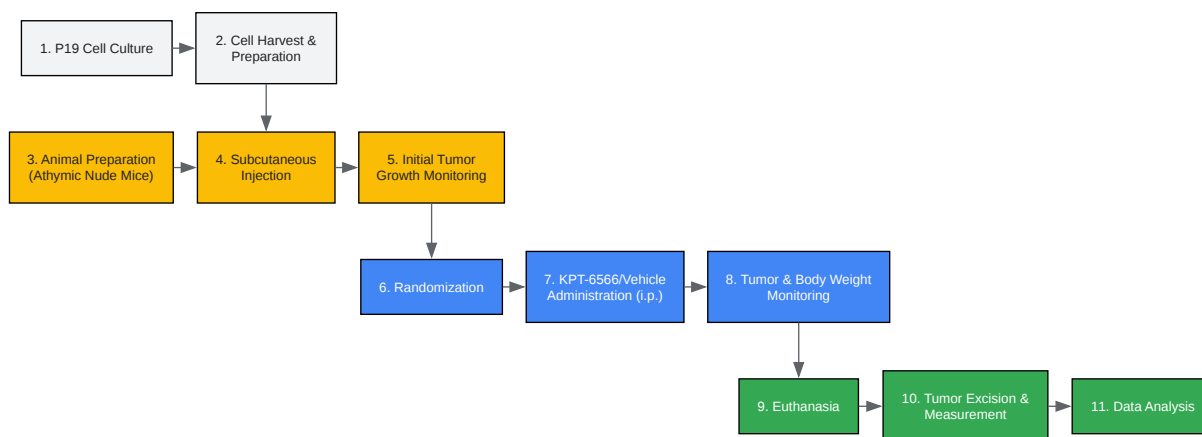 1. P19 Cell Culture
2. Cell Harvest &
Preparation
3. Animal Preparation
(Athymic Nude Mice)
4. Subcutaneous
Injection
5. Initial Tumor
Growth Monitoring
6. Randomization
7. KPT-6566/Vehicle
Administration (i.p.)
8. Tumor & Body Weight
Monitoring
9. Euthanasia
10. Tumor Excision &
Measurement
11. Data Analysis